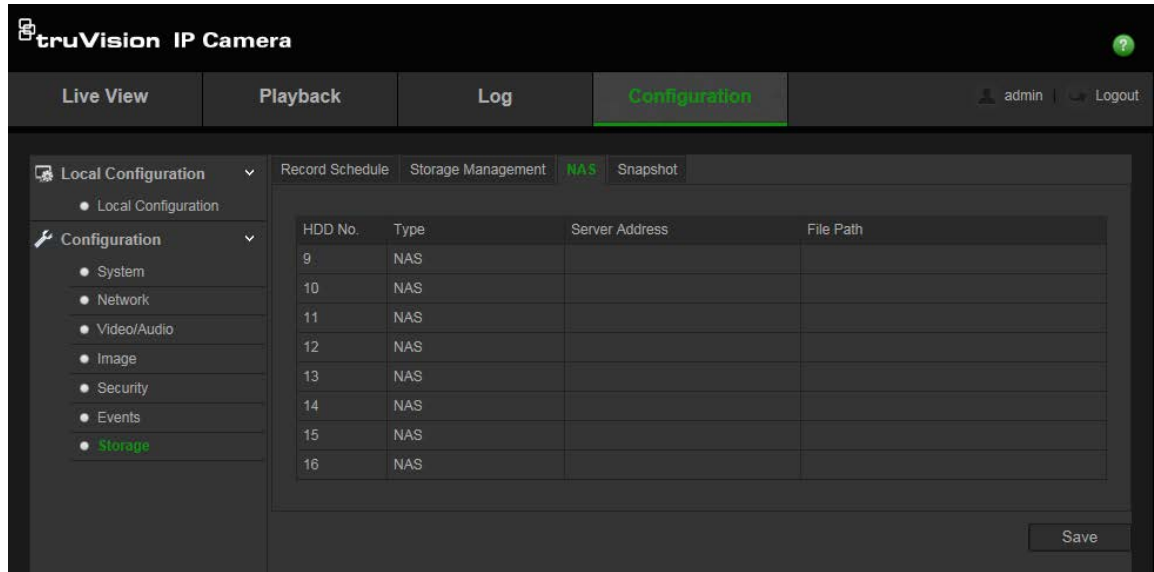 truVision IP Camera
?
Live View Playback Log Configuration admin Logout
Local Configuration
Local Configuration
Configuration
System
Network
Video/Audio
Image
Security
Events
Storage
Record Schedule Storage Management NAS Snapshot
HDD No. Type Server Address File Path
9 NAS
10 NAS
11 NAS
12 NAS
13 NAS
14 NAS
15 NAS
16 NAS
Save